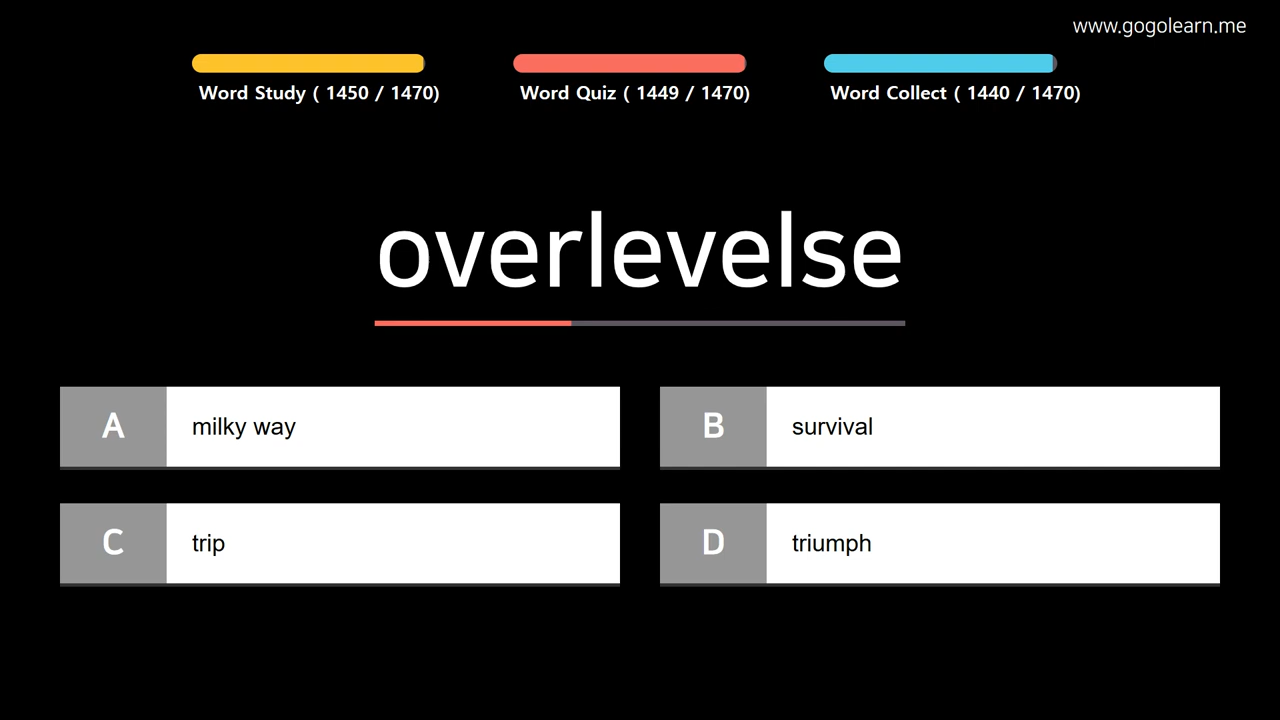 www.gogolearn.me
Word Study ( 1450 / 1470)
Word Quiz ( 1449 / 1470)
Word Collect ( 1440 / 1470)
overlevelse
A milky way
B survival
C trip
D triumph